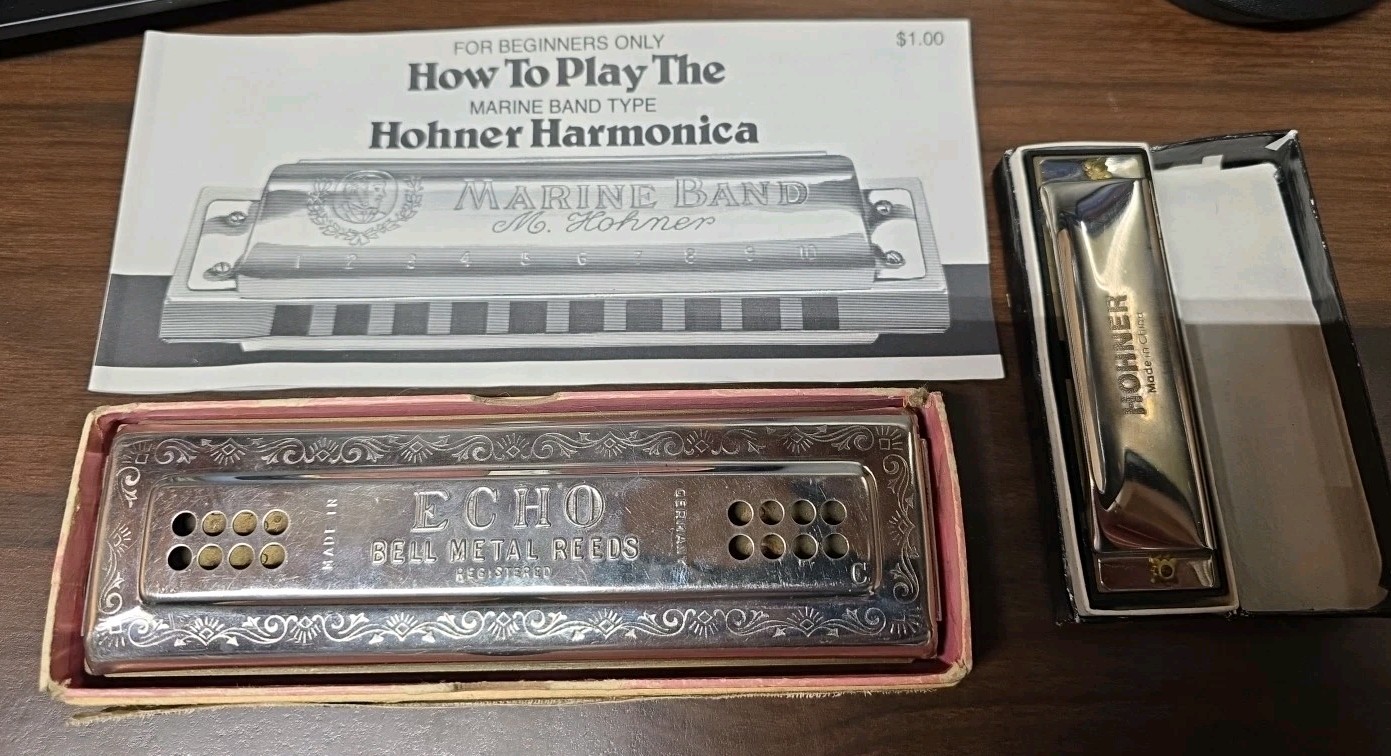 FOR BEGINNERS ONLY
$1.00
How To Play The
MARINE BAND TYPE
Hohner Harmonica
MARINE BAND
M. Hohner
1 2 3 4 5 6 7 8 9 10
ECHO
BELL METAL REEDS
REGISTERED
MADE IN
GERMANY
C
HOHNER
Made in China